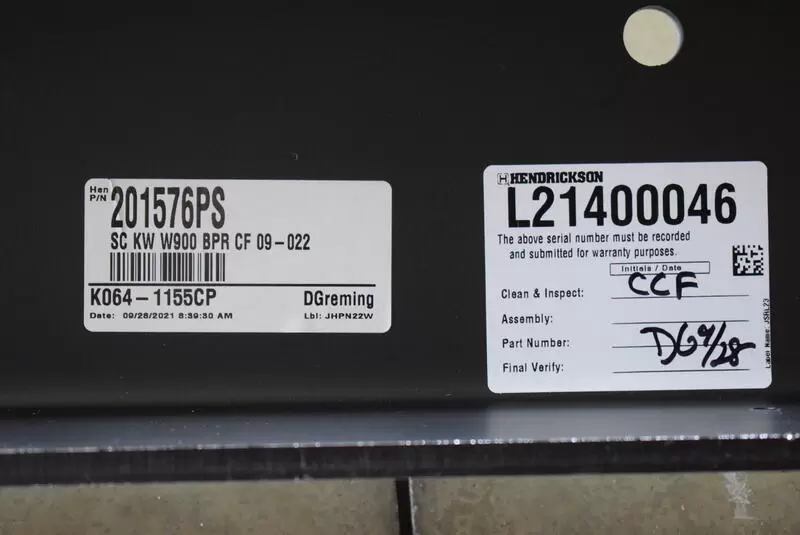 Hen P/N 201576PS
SC KW W900 BPR CF 09-022
K064-1155CP DGreming
Date: 09/28/2021 8:39:30 AM Lbl: JHPN22W
HENDRICKSON
L21400046
The above serial number must be recorded
and submitted for warranty purposes.
Initials / Date
Clean & Inspect: CCF
Assembly:
Part Number: DG 9/28
Final Verify:
Label Name: JSRL23